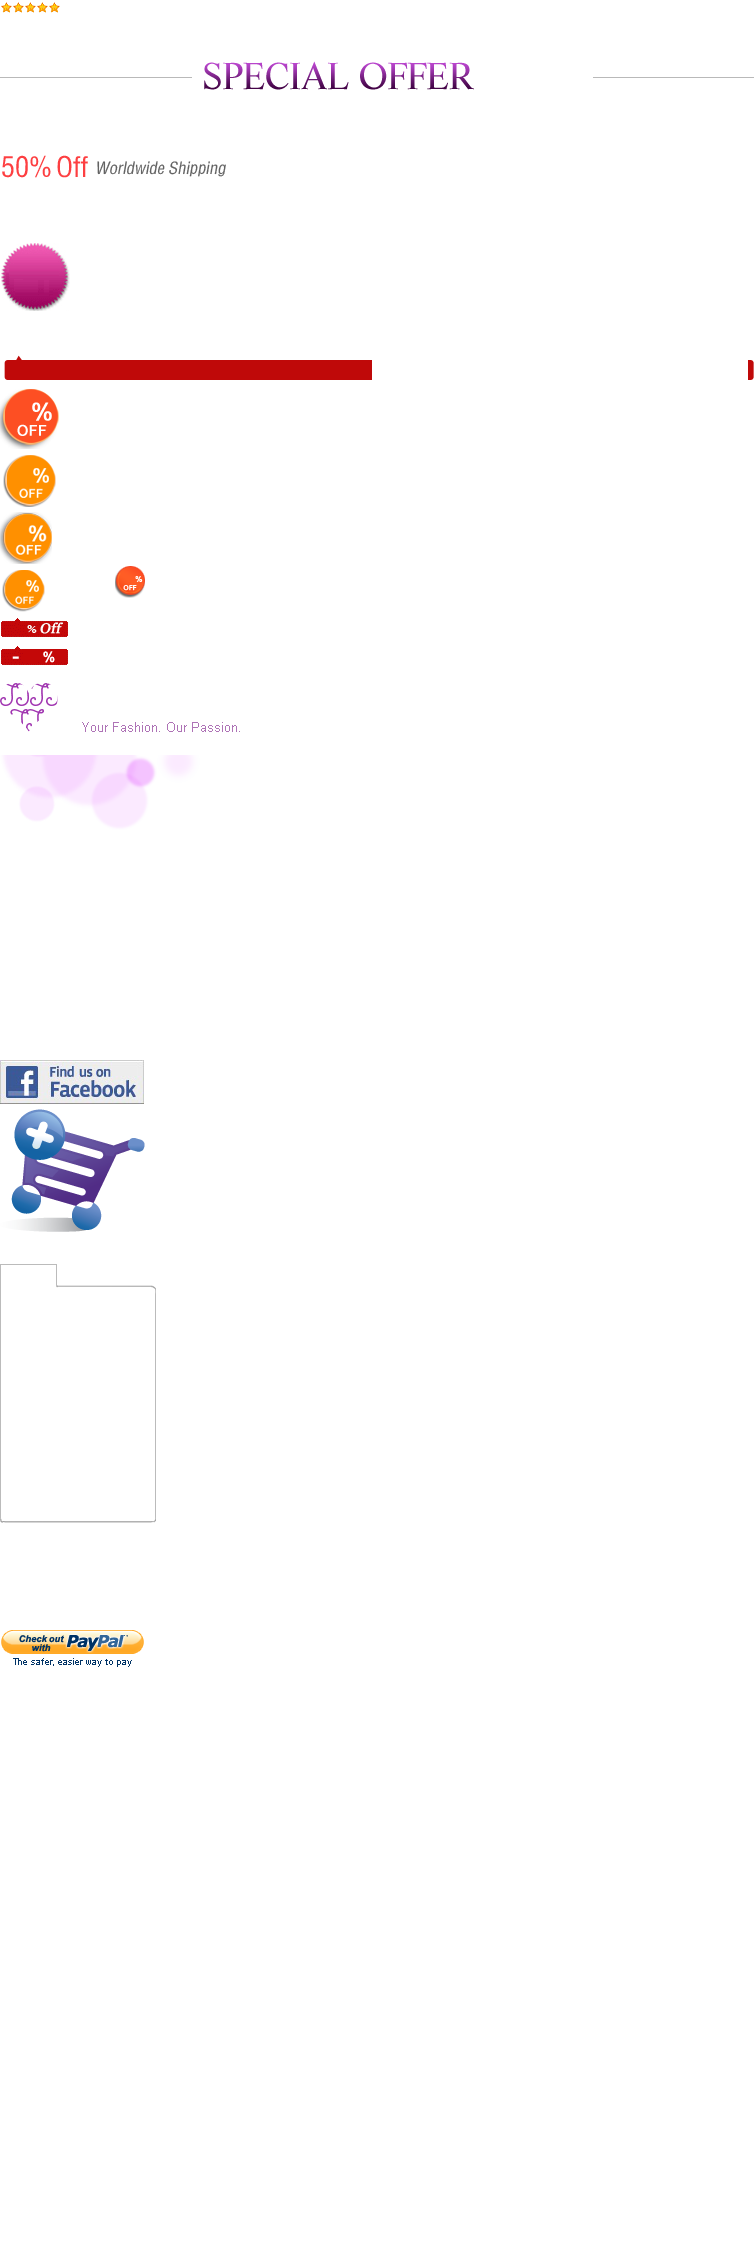 SPECIAL OFFER
50% Off Worldwide Shipping
%
OFF
%
OFF
%
OFF
%
OFF
%
OFF
% Off
- %
Your Fashion. Our Passion.
Find us on
Facebook
Check out
with PayPal
The safer, easier way to pay